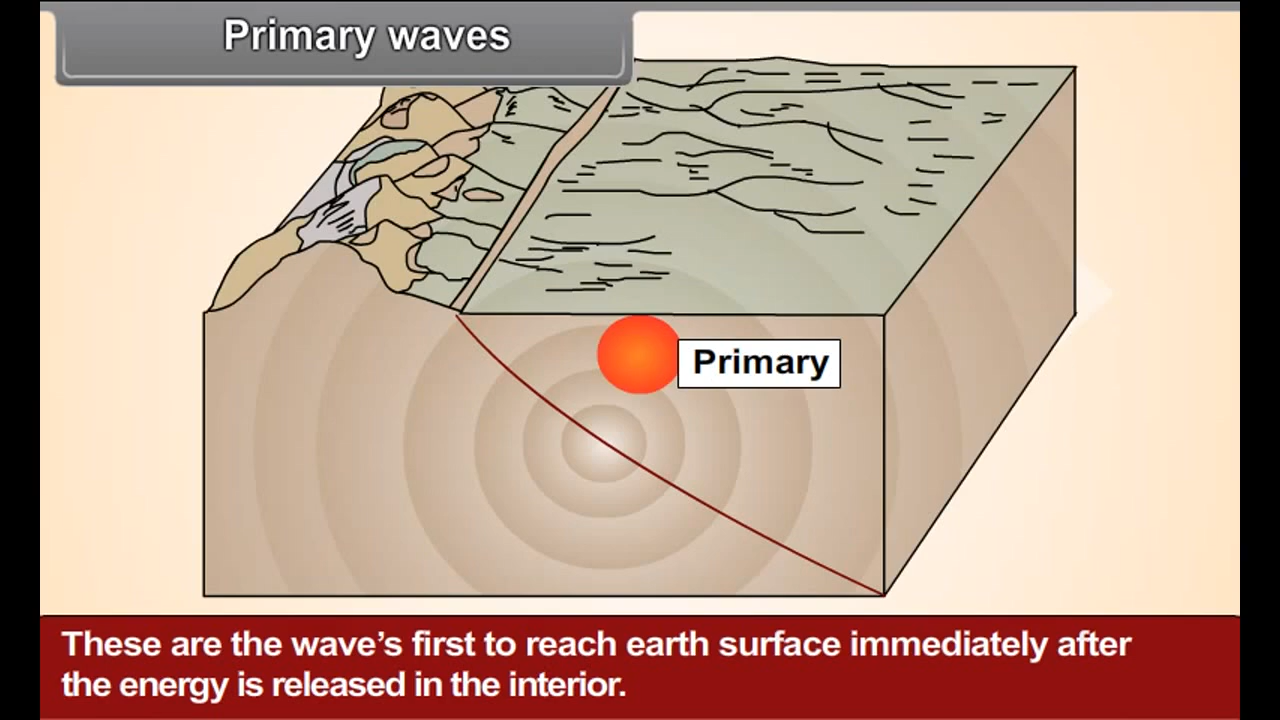 Primary waves
Primary
These are the wave’s first to reach earth surface immediately after
the energy is released in the interior.